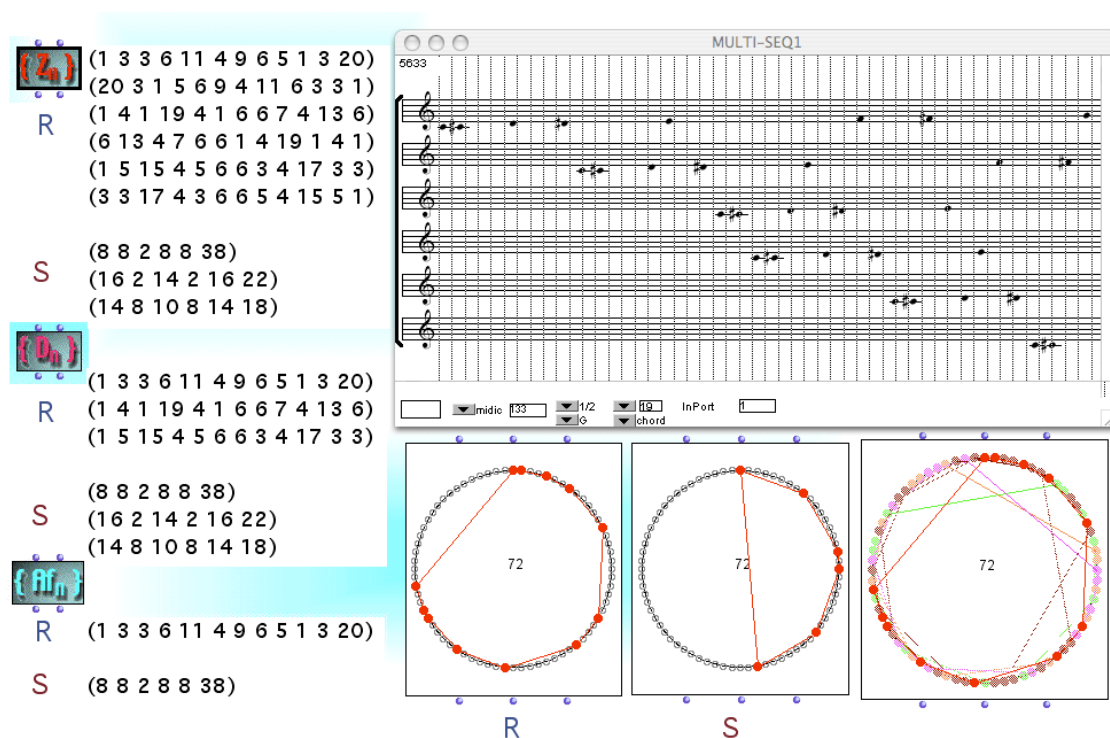 { Zn }
R
(1 3 3 6 11 4 9 6 5 1 3 20)
(20 3 1 5 6 9 4 11 6 3 3 1)
(1 4 1 19 4 1 6 6 7 4 13 6)
(6 13 4 7 6 6 1 4 19 1 4 1)
(1 5 15 4 5 6 6 3 4 17 3 3)
(3 3 17 4 3 6 6 5 4 15 5 1)
S
(8 8 2 8 8 38)
(16 2 14 2 16 22)
(14 8 10 8 14 18)
{ Dn }
R
(1 3 3 6 11 4 9 6 5 1 3 20)
(1 4 1 19 4 1 6 6 7 4 13 6)
(1 5 15 4 5 6 6 3 4 17 3 3)
S
(8 8 2 8 8 38)
(16 2 14 2 16 22)
(14 8 10 8 14 18)
{ Afn }
R (1 3 3 6 11 4 9 6 5 1 3 20)
S (8 8 2 8 8 38)
MULTI-SEQ1
5633
midic 133 1/2 19 InPort 1
G chord
72 72 72
R S